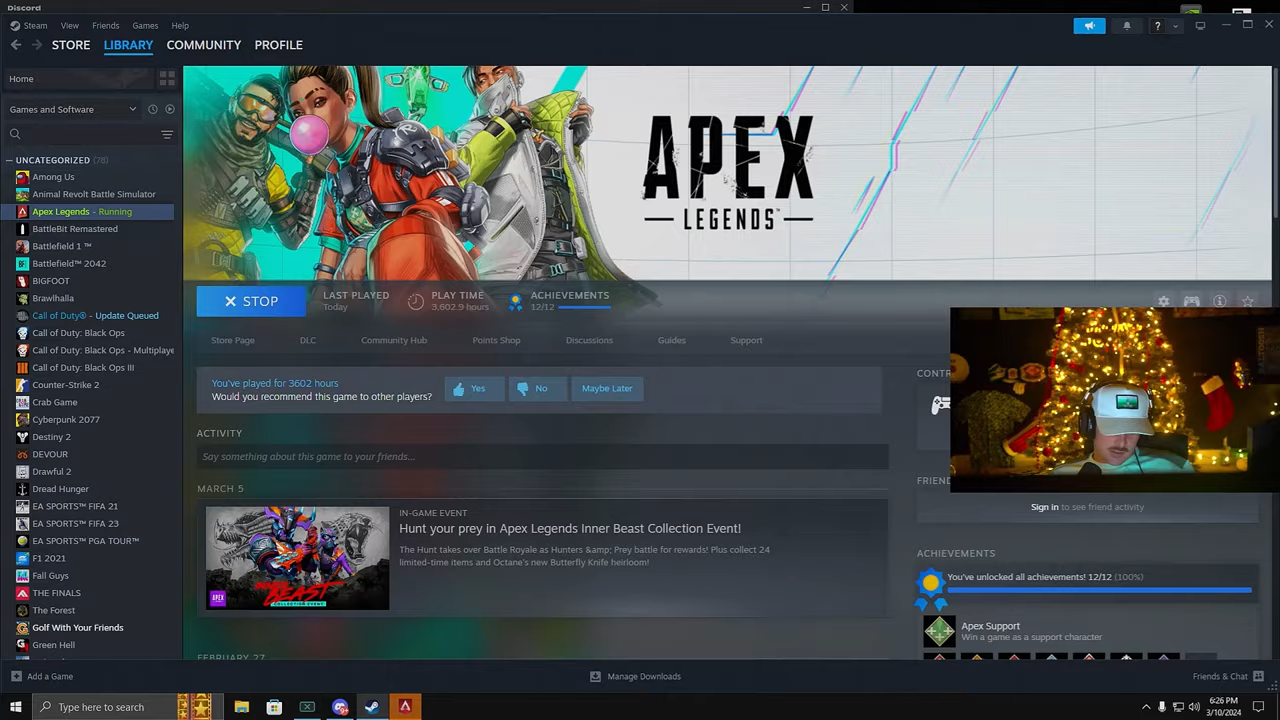 Discord
Steam View Friends Games Help
STORE LIBRARY COMMUNITY PROFILE
?
Home
Games and Software
UNCATEGORIZED (78)
Among Us
Animal Revolt Battle Simulator
Apex Legends - Running
BattleBit Remastered
Battlefield 1 ™
Battlefield™ 2042
BIGFOOT
Brawlhalla
Call of Duty® - Update Queued
Call of Duty: Black Ops
Call of Duty: Black Ops - Multiplaye
Call of Duty: Black Ops III
Counter-Strike 2
Crab Game
Cyberpunk 2077
Destiny 2
DEVOUR
Drawful 2
Dread Hunger
EA SPORTS™ FIFA 21
EA SPORTS™ FIFA 23
EA SPORTS™ PGA TOUR™
F1 2021
Fall Guys
THE FINALS
The Forest
Golf With Your Friends
Green Hell
APEX
LEGENDS™
STOP
LAST PLAYED
Today
PLAY TIME
3,602.9 hours
ACHIEVEMENTS
12/12
Store Page DLC Community Hub Points Shop Discussions Guides Support
You've played for 3602 hours
Would you recommend this game to other players?
Yes No Maybe Later
ACTIVITY
Say something about this game to your friends...
MARCH 5
INNER
BEAST
COLLECTION EVENT
APEX
IN-GAME EVENT
Hunt your prey in Apex Legends Inner Beast Collection Event!
The Hunt takes over Battle Royale as Hunters &amp; Prey battle for rewards! Plus collect 24
limited-time items and Octane's new Butterfly Knife heirloom!
FEBRUARY 27
CONTR
FRIEN
Sign in to see friend activity
ACHIEVEMENTS
You've unlocked all achievements! 12/12 (100%)
Apex Support
Win a game as a support character
Add a Game
Manage Downloads
Friends & Chat
Type here to search
6:26 PM
3/10/2024